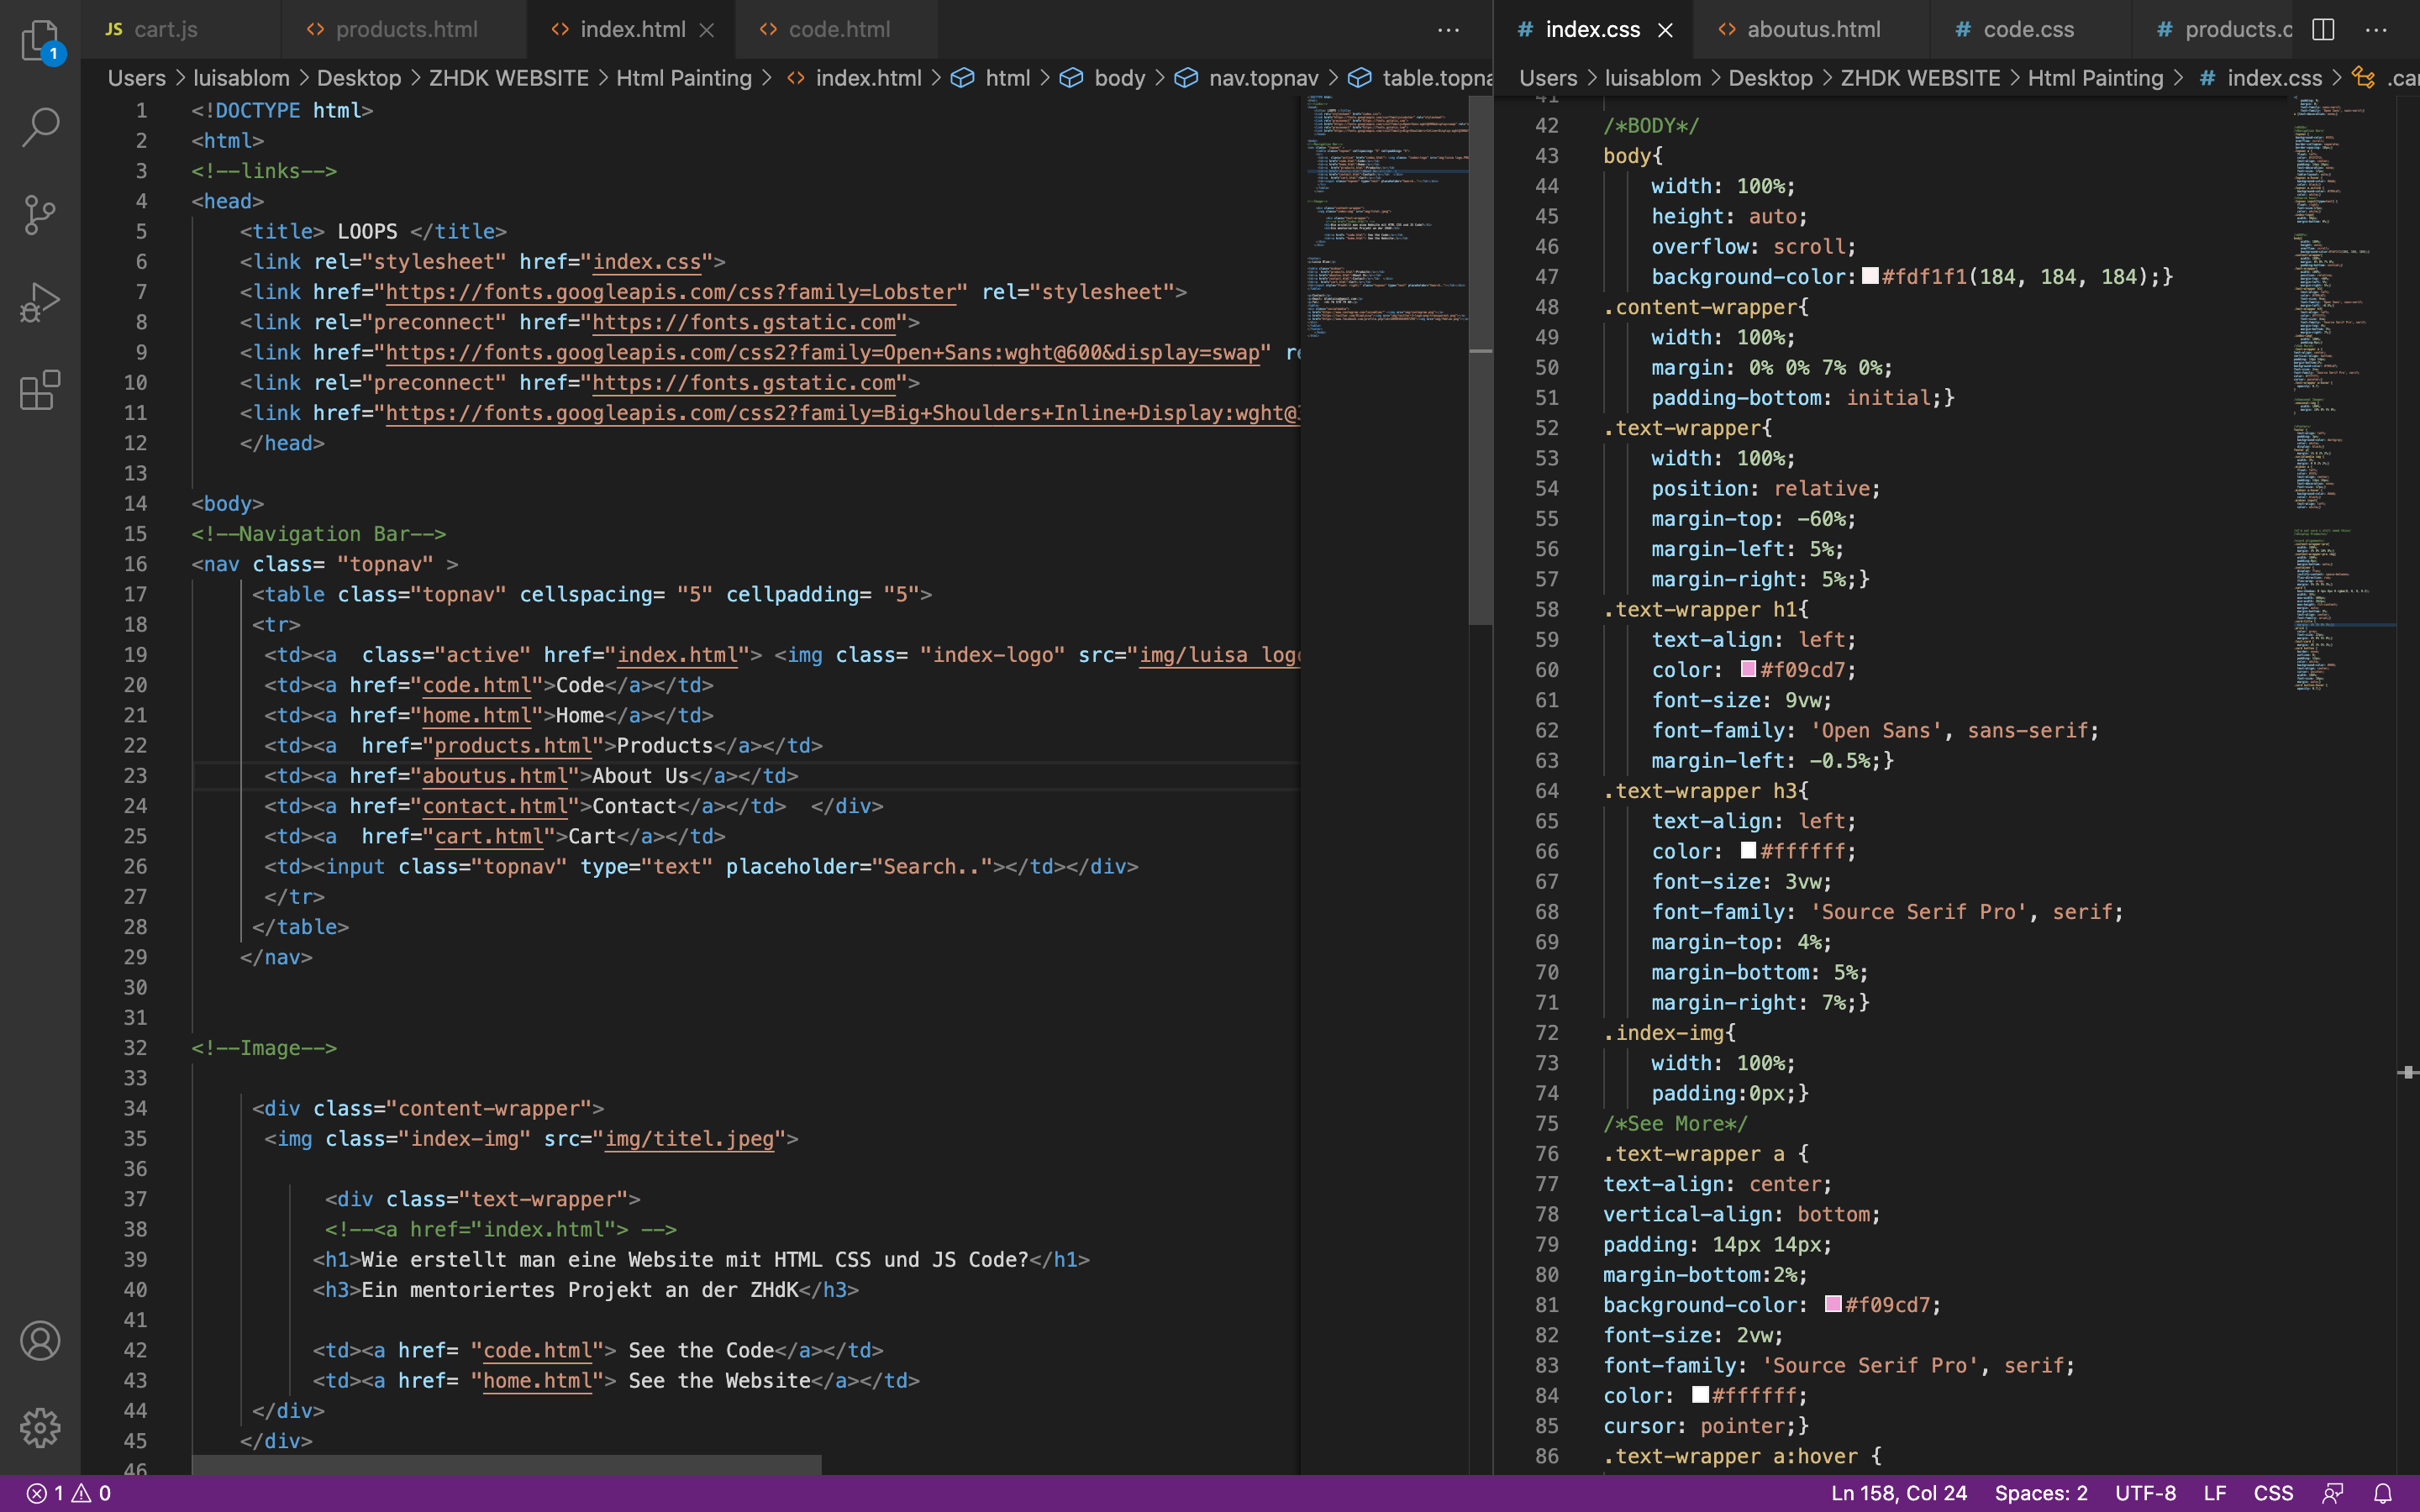 JS cart.js
<> products.html
<> index.html
<> code.html
Users > luisablom > Desktop > ZHDK WEBSITE > Html Painting > <> index.html > html > body > nav.topnav > table.topna
1 <!DOCTYPE html>
2 <html>
3 <!--links-->
4 <head>
5 <title> LOOPS </title>
6 <link rel="stylesheet" href="index.css">
7 <link href="https://fonts.googleapis.com/css?family=Lobster" rel="stylesheet">
8 <link rel="preconnect" href="https://fonts.gstatic.com">
9 <link href="https://fonts.googleapis.com/css2?family=Open+Sans:wght@600&display=swap" re
10 <link rel="preconnect" href="https://fonts.gstatic.com">
11 <link href="https://fonts.googleapis.com/css2?family=Big+Shoulders+Inline+Display:wght@
12 </head>
13
14 <body>
15 <!--Navigation Bar-->
16 <nav class= "topnav" >
17 <table class="topnav" cellspacing= "5" cellpadding= "5">
18 <tr>
19 <td><a  class="active" href="index.html"> <img class= "index-logo" src="img/luisa logo
20 <td><a href="code.html">Code</a></td>
21 <td><a href="home.html">Home</a></td>
22 <td><a  href="products.html">Products</a></td>
23 <td><a href="aboutus.html">About Us</a></td>
24 <td><a href="contact.html">Contact</a></td>  </div>
25 <td><a  href="cart.html">Cart</a></td>
26 <td><input class="topnav" type="text" placeholder="Search.."></td></div>
27 </tr>
28 </table>
29 </nav>
30
31
32 <!--Image-->
33
34 <div class="content-wrapper">
35 <img class="index-img" src="img/titel.jpeg">
36
37 <div class="text-wrapper">
38 <!--<a href="index.html"> -->
39 <h1>Wie erstellt man eine Website mit HTML CSS und JS Code?</h1>
40 <h3>Ein mentoriertes Projekt an der ZHdK</h3>
41
42 <td><a href= "code.html"> See the Code</a></td>
43 <td><a href= "home.html"> See the Website</a></td>
44 </div>
45 </div>
46
# index.css
<> aboutus.html
# code.css
# products.c
Users > luisablom > Desktop > ZHDK WEBSITE > Html Painting > # index.css > .car
41
42 /*BODY*/
43 body{
44 width: 100%;
45 height: auto;
46 overflow: scroll;
47 background-color:#fdf1f1(184, 184, 184);}
48 .content-wrapper{
49 width: 100%;
50 margin: 0% 0% 7% 0%;
51 padding-bottom: initial;}
52 .text-wrapper{
53 width: 100%;
54 position: relative;
55 margin-top: -60%;
56 margin-left: 5%;
57 margin-right: 5%;}
58 .text-wrapper h1{
59 text-align: left;
60 color: #f09cd7;
61 font-size: 9vw;
62 font-family: 'Open Sans', sans-serif;
63 margin-left: -0.5%;}
64 .text-wrapper h3{
65 text-align: left;
66 color: #ffffff;
67 font-size: 3vw;
68 font-family: 'Source Serif Pro', serif;
69 margin-top: 4%;
70 margin-bottom: 5%;
71 margin-right: 7%;}
72 .index-img{
73 width: 100%;
74 padding:0px;}
75 /*See More*/
76 .text-wrapper a {
77 text-align: center;
78 vertical-align: bottom;
79 padding: 14px 14px;
80 margin-bottom:2%;
81 background-color: #f09cd7;
82 font-size: 2vw;
83 font-family: 'Source Serif Pro', serif;
84 color: #ffffff;
85 cursor: pointer;}
86 .text-wrapper a:hover {
1
1 0
Ln 158, Col 24
Spaces: 2
UTF-8
LF
CSS